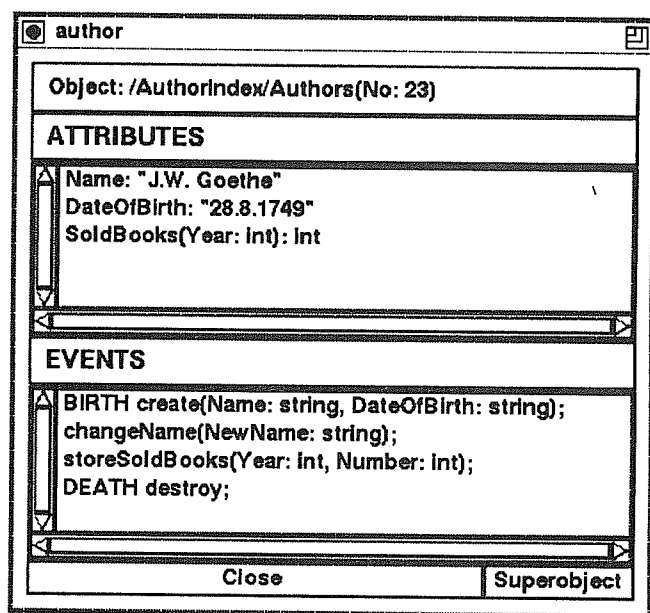 author
Object: /AuthorIndex/Authors(No: 23)
ATTRIBUTES
Name: "J.W. Goethe"
DateOfBirth: "28.8.1749"
SoldBooks(Year: int): int
EVENTS
BIRTH create(Name: string, DateOfBirth: string);
changeName(NewName: string);
storeSoldBooks(Year: int, Number: int);
DEATH destroy;
Close
Superobject